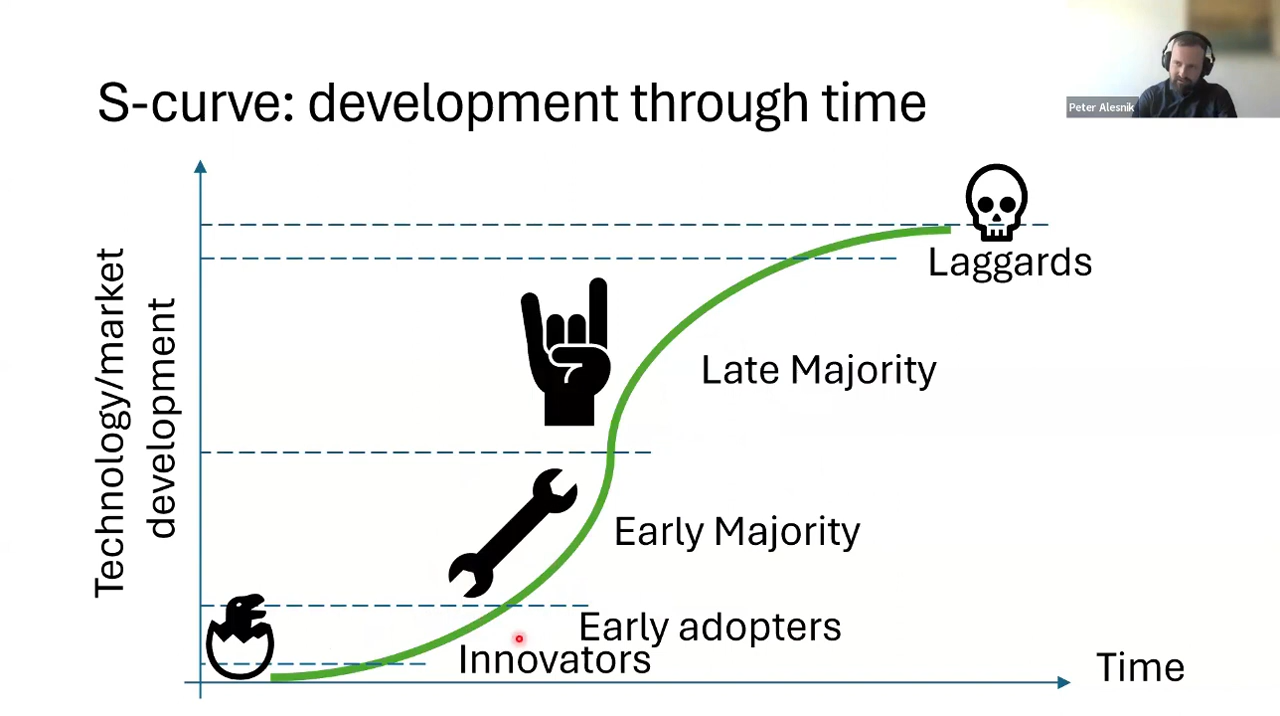 S-curve: development through time
Peter Alesnik
Technology/market
development
Laggards
Late Majority
Early Majority
Early adopters
Innovators
Time